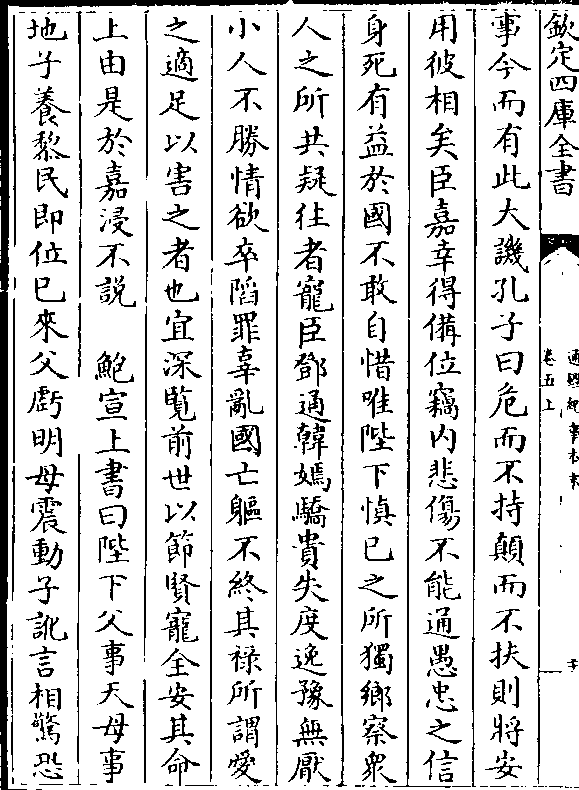 欽定四庫全書
通鑑紀事本末
卷五上
事今而有此大譏孔子曰危而不持顛而不扶則將安
用彼相矣臣嘉幸得備位竊内悲傷不能通愚忠之信
身死有益於國不敢自惜唯陛下慎已之所獨鄉察衆
人之所共疑往者寵臣鄧通韓嫣驕貴失度逸豫無厭
小人不勝情欲卒陷罪辜亂國亡軀不終其禄所謂愛
之適足以害之者也宜深覧前世以節賢寵全安其命
上由是於嘉浸不説　鮑宣上書曰陛下父事天母事
地子養黎民即位已來父虧明母震動子訛言相驚恐